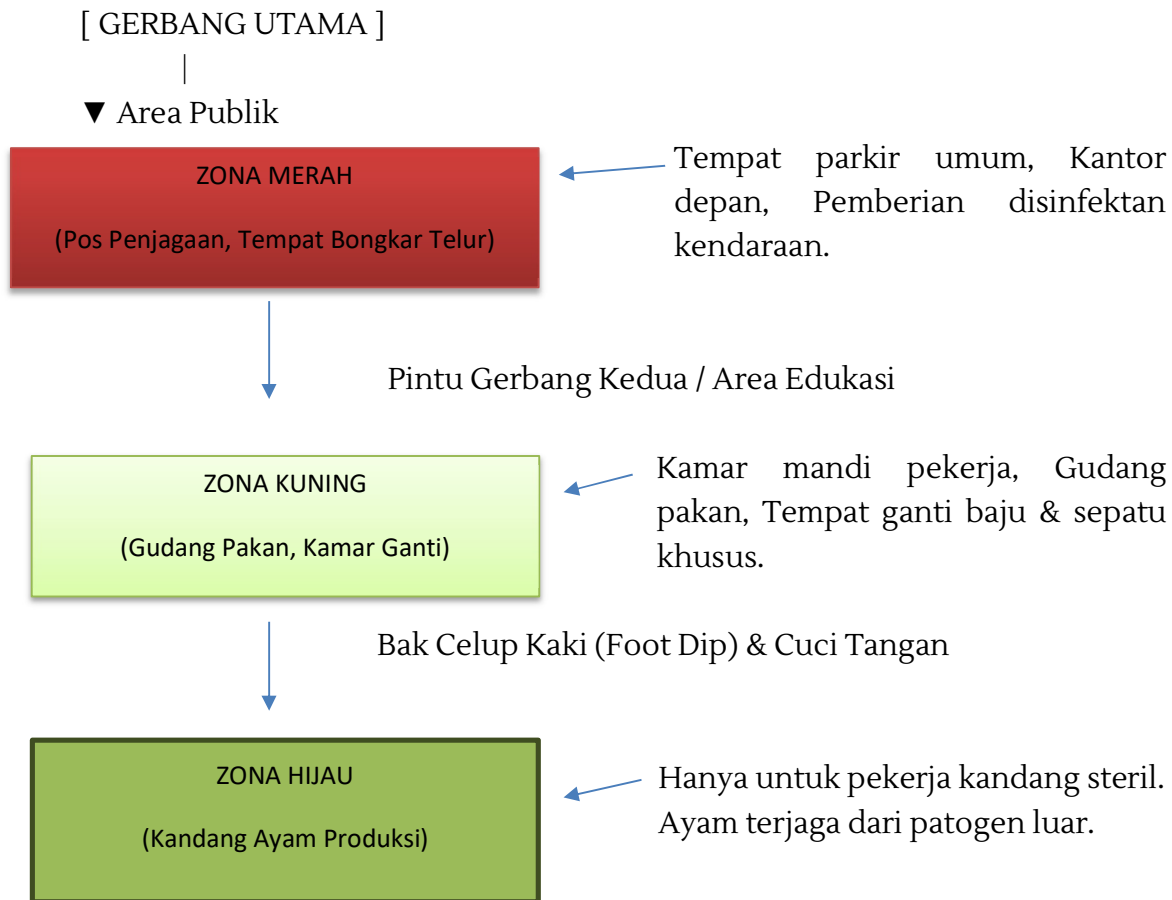 [ GERBANG UTAMA ]
|
▼ Area Publik
ZONA MERAH
(Pos Penjagaan, Tempat Bongkar Telur)
Tempat parkir umum, Kantor
depan, Pemberian disinfektan
kendaraan.
Pintu Gerbang Kedua / Area Edukasi
ZONA KUNING
(Gudang Pakan, Kamar Ganti)
Kamar mandi pekerja, Gudang
pakan, Tempat ganti baju & sepatu
khusus.
Bak Celup Kaki (Foot Dip) & Cuci Tangan
ZONA HIJAU
(Kandang Ayam Produksi)
Hanya untuk pekerja kandang steril.
Ayam terjaga dari patogen luar.